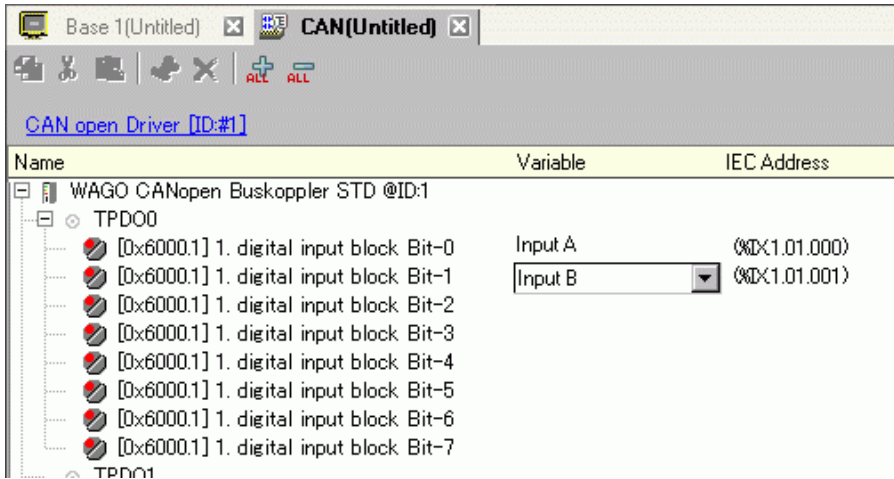 Base 1(Untitled) CAN(Untitled)
ALL ALL
CAN open Driver [ID:#1]
Name Variable IEC Address
WAGO CANopen Buskoppler STD @ID:1
TPDO0
[0x6000.1] 1. digital input block Bit-0 Input A (%IX1.01.000)
[0x6000.1] 1. digital input block Bit-1 Input B (%IX1.01.001)
[0x6000.1] 1. digital input block Bit-2
[0x6000.1] 1. digital input block Bit-3
[0x6000.1] 1. digital input block Bit-4
[0x6000.1] 1. digital input block Bit-5
[0x6000.1] 1. digital input block Bit-6
[0x6000.1] 1. digital input block Bit-7
TPDO1